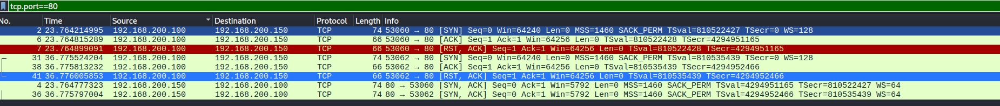 tcp.port==80
No. Time Source Destination Protocol Length Info
2 23.764214995 192.168.200.100 192.168.200.150 TCP 74 53060 → 80 [SYN] Seq=0 Win=64240 Len=0 MSS=1460 SACK_PERM TSval=810522427 TSecr=0 WS=128
6 23.764815289 192.168.200.100 192.168.200.150 TCP 66 53060 → 80 [ACK] Seq=1 Ack=1 Win=64256 Len=0 TSval=810522428 TSecr=4294951165
7 23.764899091 192.168.200.100 192.168.200.150 TCP 66 53060 → 80 [RST, ACK] Seq=1 Ack=1 Win=64256 Len=0 TSval=810522428 TSecr=4294951165
31 36.775524204 192.168.200.100 192.168.200.150 TCP 74 53062 → 80 [SYN] Seq=0 Win=64240 Len=0 MSS=1460 SACK_PERM TSval=810535439 TSecr=0 WS=128
38 36.775813232 192.168.200.100 192.168.200.150 TCP 66 53062 → 80 [ACK] Seq=1 Ack=1 Win=64256 Len=0 TSval=810535439 TSecr=4294952466
41 36.776005853 192.168.200.100 192.168.200.150 TCP 66 53062 → 80 [RST, ACK] Seq=1 Ack=1 Win=64256 Len=0 TSval=810535439 TSecr=4294952466
4 23.764777323 192.168.200.150 192.168.200.100 TCP 74 80 → 53060 [SYN, ACK] Seq=0 Ack=1 Win=5792 Len=0 MSS=1460 SACK_PERM TSval=4294951165 TSecr=810522427 WS=64
36 36.775797004 192.168.200.150 192.168.200.100 TCP 74 80 → 53062 [SYN, ACK] Seq=0 Ack=1 Win=5792 Len=0 MSS=1460 SACK_PERM TSval=4294952466 TSecr=810535439 WS=64